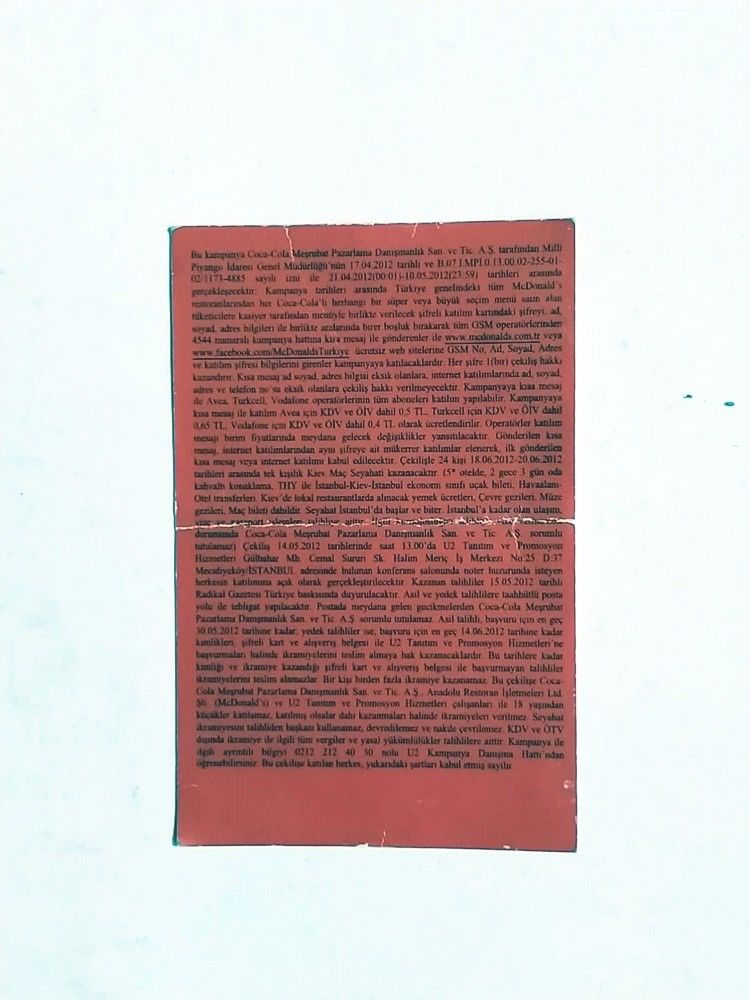 Bu kampanya Coca-Cola Meşrubat Pazarlama Danışmanlık San. ve Tic. A.Ş. tarafından Milli
Piyango İdaresi Genel Müdürlüğü'nün 17.04.2012 tarihli ve B.07.1.MPİ.0.13.00.02-255-01-
02/1173-4885 sayılı izni ile 21.04.2012(00:01)-10.05.2012(23:59) tarihleri arasında
gerçekleşecektir. Kampanya tarihleri arasında Türkiye genelindeki tüm McDonald's
restoranlarından her Coca-Cola'lı herhangi bir süper veya büyük seçim menü satın alan
tüketicilere kasiyer tarafından menüyle birlikte verilecek şifreli katılım kartındaki şifreyi, ad,
soyad, adres bilgileri ile birlikte aralarında birer boşluk bırakarak tüm GSM operatörlerinden
4544 numaralı kampanya hattına kısa mesaj ile gönderenler ile www.mcdonalds.com.tr veya
www.facebook.com/McDonaldsTurkiye ücretsiz web sitelerine GSM No, Ad, Soyad, Adres
ve katılım şifresi bilgilerini girenler kampanyaya katılacaklardır. Her şifre 1(bir) çekiliş hakkı
kazandırır. Kısa mesaj ad soyad, adres bilgisi eksik olanlara, internet katılımlarında ad, soyad,
adres ve telefon no'su eksik olanlara çekiliş hakkı verilmeyecektir. Kampanyaya kısa mesaj
ile Avea, Turkcell, Vodafone operatörlerinin tüm aboneleri katılım yapılabilir. Kampanyaya
kısa mesaj ile katılım Avea için KDV ve ÖİV dahil 0,5 TL, Turkcell için KDV ve ÖİV dahil
0,65 TL, Vodafone için KDV ve ÖİV dahil 0,4 TL olarak ücretlendirilir. Operatörler katılım
mesajı birim fiyatlarında meydana gelecek değişiklikler yansıtılacaktır. Gönderilen kısa
mesaj, internet katılımlarından aynı şifreye ait mükerrer katılımlar elenerek, ilk gönderilen
kısa mesaj veya internet katılımı kabul edilecektir. Çekilişle 24 kişi 18.06.2012-20.06.2012
tarihleri arasında tek kişilik Kiev Maç Seyahati kazanacaktır. (5* otelde, 2 gece 3 gün oda
kahvaltı konaklama, THY ile İstanbul-Kiev-İstanbul ekonomi sınıfı uçak bileti, Havaalanı-
Otel transferleri, Kiev'de lokal restaurantlarda alınacak yemek ücretleri, Çevre gezileri, Müze
gezileri, Maç bileti dahildir. Seyahat İstanbul'da başlar ve biter. İstanbul'a kadar olan ulaşım,
durumunda Coca-Cola Meşrubat Pazarlama Danışmanlık San. ve Tic. A.Ş. sorumlu
tutulamaz) Çekiliş 14.05.2012 tarihlerinde saat 13.00'da U2 Tanıtım ve Promosyon
Hizmetleri Gülbahar Mh. Cemal Sururi Sk. Halim Meriç İş Merkezi No:25 D:37
Mecidiyeköy/İSTANBUL adresinde bulunan konferans salonunda noter huzurunda isteyen
herkesin katılımına açık olarak gerçekleştirilecektir. Kazanan talihliler 15.05.2012 tarihli
Radikal Gazetesi Türkiye baskısında duyurulacaktır. Asıl ve yedek talihlilere taahhütlü posta
yolu ile tebligat yapılacaktır. Postada meydana gelen gecikmelerden Coca-Cola Meşrubat
Pazarlama Danışmanlık San. ve Tic. A.Ş. sorumlu tutulamaz. Asıl talihli, başvuru için en geç
30.05.2012 tarihine kadar; yedek talihliler ise, başvuru için en geç 14.06.2012 tarihine kadar
kimlikleri, şifreli kart ve alışveriş belgesi ile U2 Tanıtım ve Promosyon Hizmetleri'ne
başvurmaları halinde ikramiyelerini teslim almaya hak kazanacaklardır. Bu tarihlere kadar
kimliği ve ikramiye kazandığı şifreli kart ve alışveriş belgesi ile başvurmayan talihliler
ikramiyelerini teslim alamazlar. Bir kişi birden fazla ikramiye kazanamaz. Bu çekilişe Coca-
Cola Meşrubat Pazarlama Danışmanlık San. ve Tic. A.Ş., Anadolu Restoran İşletmeleri Ltd.
Şti. (McDonald's) ve U2 Tanıtım ve Promosyon Hizmetleri çalışanları ile 18 yaşından
küçükler katılamaz, katılmış olsalar dahi kazanmaları halinde ikramiyeleri verilmez. Seyahat
ikramiyesini talihliden başkası kullanamaz, devredilemez ve nakde çevrilemez. KDV ve ÖTV
dışında ikramiye ile ilgili tüm vergiler ve yasal yükümlülükler talihlilere aittir. Kampanya ile
ilgili ayrıntılı bilgiyi 0212 212 40 30 nolu U2 Kampanya Danışma Hattı'ndan
öğrenebilirsiniz. Bu çekilişe katılan herkes, yukarıdaki şartları kabul etmiş sayılır.